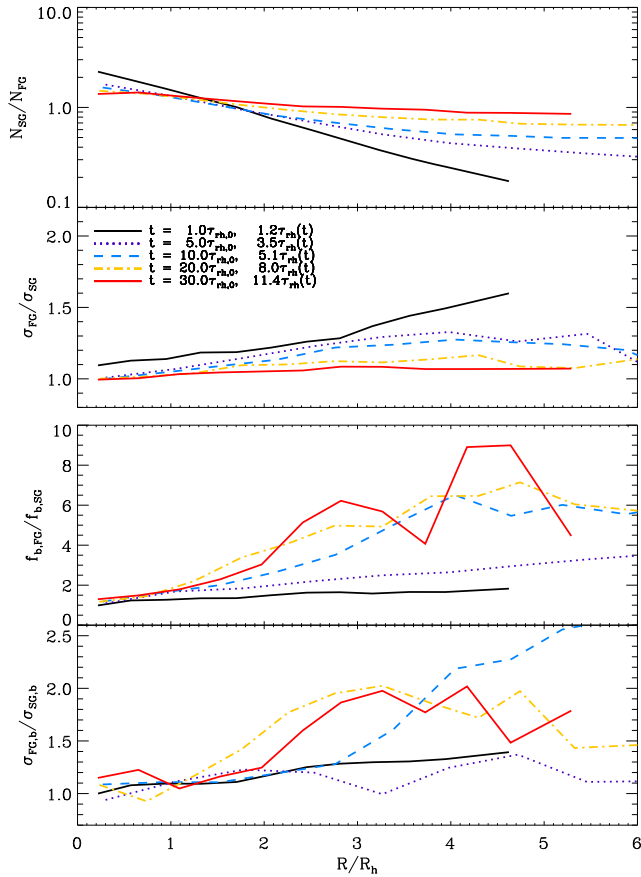 10.0
1.0
0.1
N_SG/N_FG
t = 1.0τ_rh,0, 1.2τ_rh(t)
t = 5.0τ_rh,0, 3.5τ_rh(t)
t = 10.0τ_rh,0, 5.1τ_rh(t)
t = 20.0τ_rh,0, 8.0τ_rh(t)
t = 30.0τ_rh,0, 11.4τ_rh(t)
2.0
1.5
1.0
σ_FG/σ_SG
10
8
6
4
2
0
f_b,FG/f_b,SG
2.5
2.0
1.5
1.0
σ_FG,b/σ_SG,b
0 1 2 3 4 5 6
R/R_h